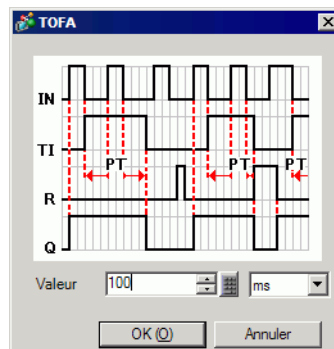 TOFA
IN
TI
PT PT PT
R
Q
Valeur 100 ms
OK (O) Annuler